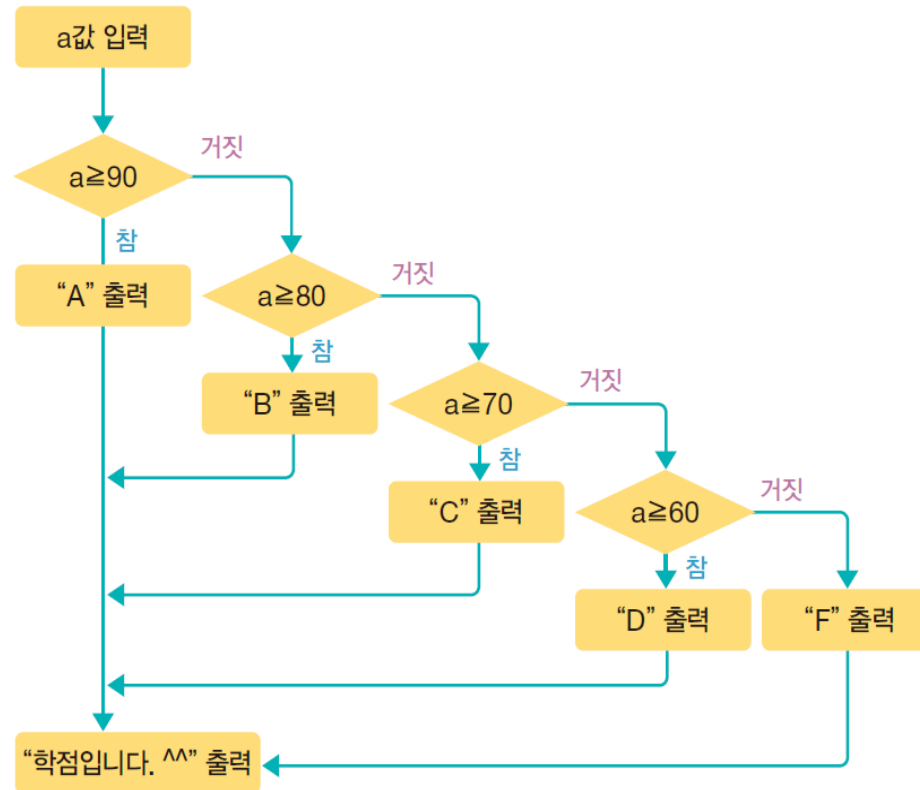 a값 입력
거짓
a≧90
참
“A” 출력
거짓
a≧80
참
“B” 출력
거짓
a≧70
참
“C” 출력
거짓
a≧60
참
“D” 출력
“F” 출력
“학점입니다. ^^” 출력